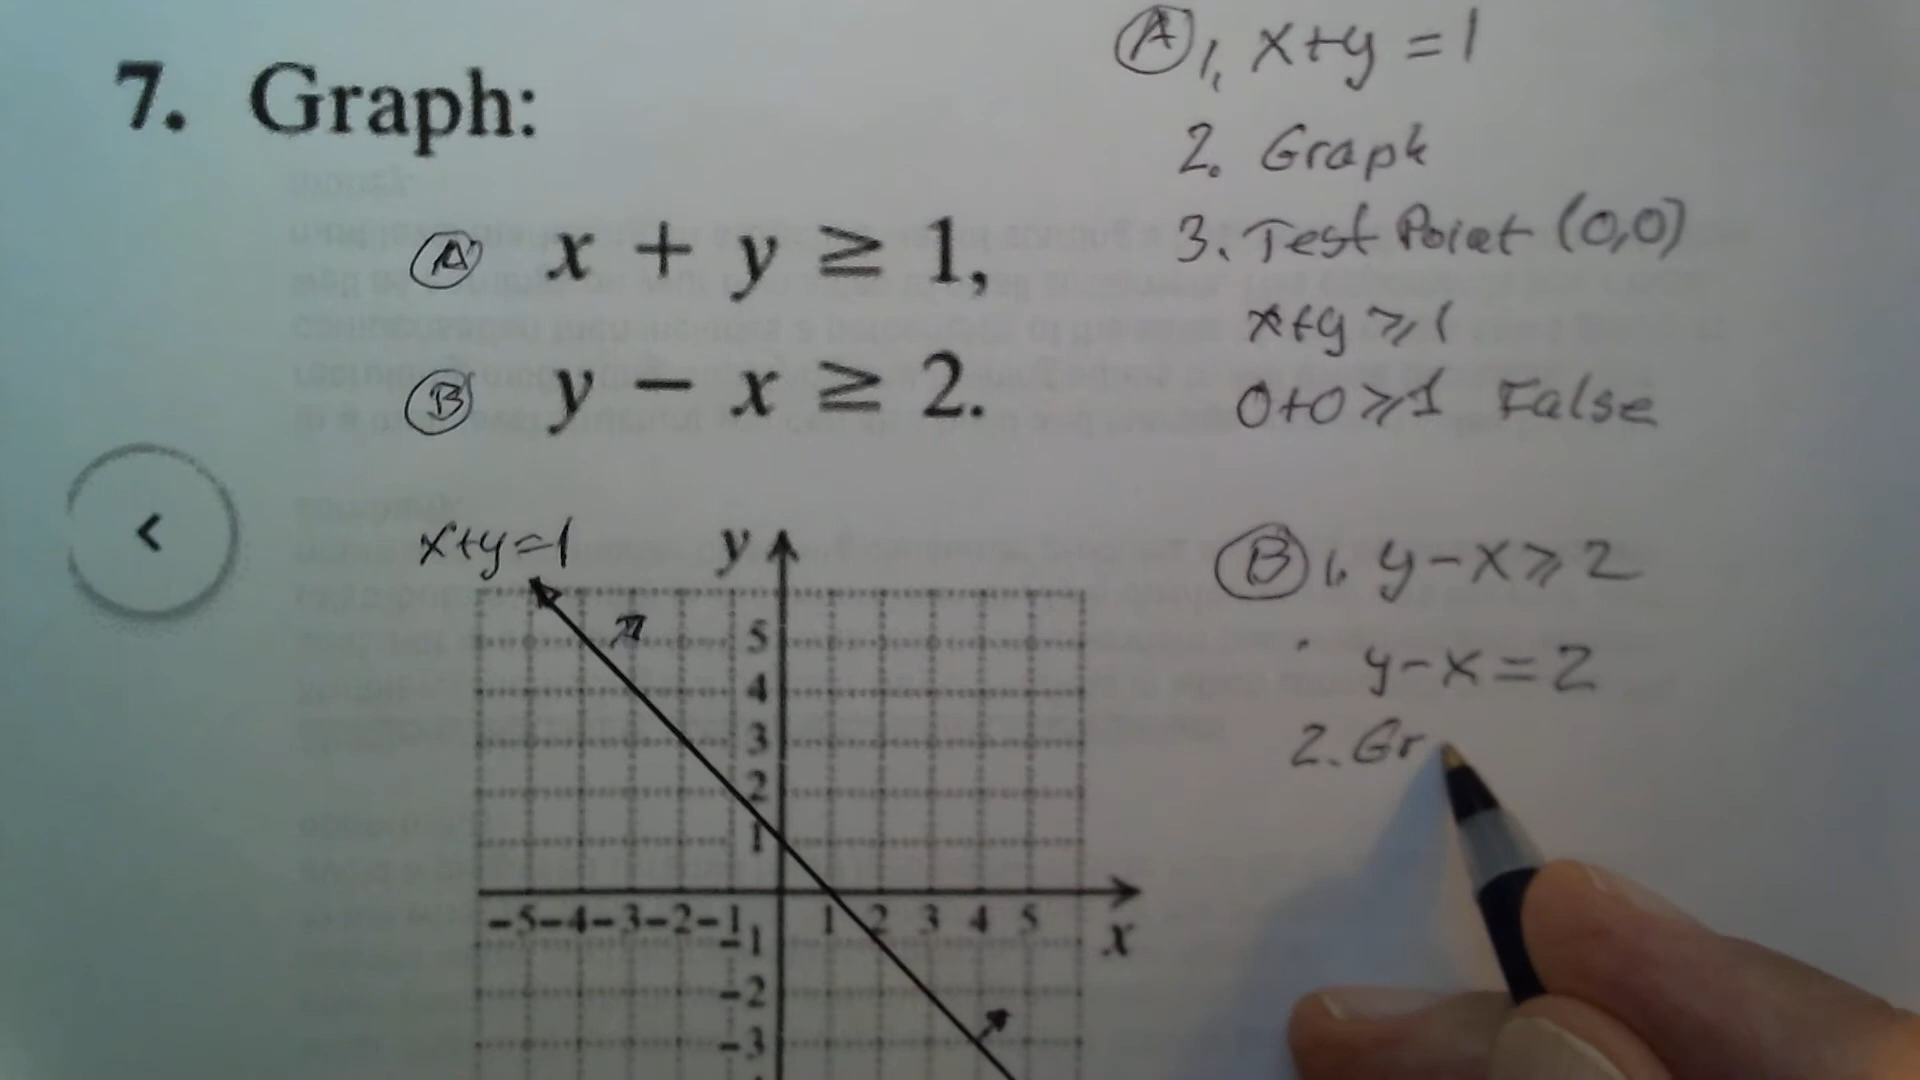 7. Graph:
Ⓐ x + y ≥ 1,
Ⓑ y − x ≥ 2.
Ⓐ 1. x+y = 1
2. Graph
3. Test Point (0,0)
x+y ⩾ 1
0+0 ⩾ 1 False
Ⓑ 1. y-x ⩾ 2
y-x = 2
2. Gr
<
x+y=1
y
5
4
3
2
1
-5 -4 -3 -2 -1 1 2 3 4 5
x
-1
-2
-3